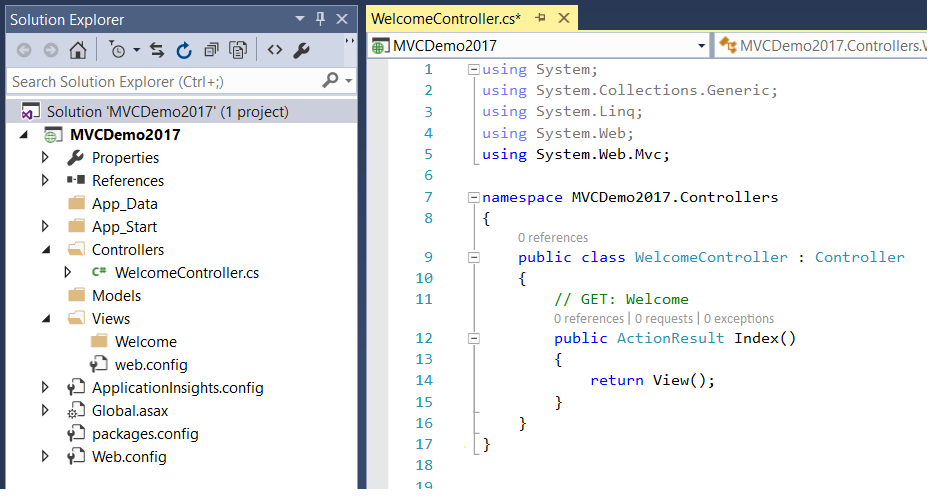 Solution Explorer
Search Solution Explorer (Ctrl+;)
Solution 'MVCDemo2017' (1 project)
MVCDemo2017
Properties
References
App_Data
App_Start
Controllers
C# WelcomeController.cs
Models
Views
Welcome
web.config
ApplicationInsights.config
Global.asax
packages.config
Web.config
WelcomeController.cs*
MVCDemo2017 MVCDemo2017.Controllers.
1 using System;
2 using System.Collections.Generic;
3 using System.Linq;
4 using System.Web;
5 using System.Web.Mvc;
6
7 namespace MVCDemo2017.Controllers
8 {
0 references
9 public class WelcomeController : Controller
10 {
11 // GET: Welcome
0 references | 0 requests | 0 exceptions
12 public ActionResult Index()
13 {
14 return View();
15 }
16 }
17 }
18
19